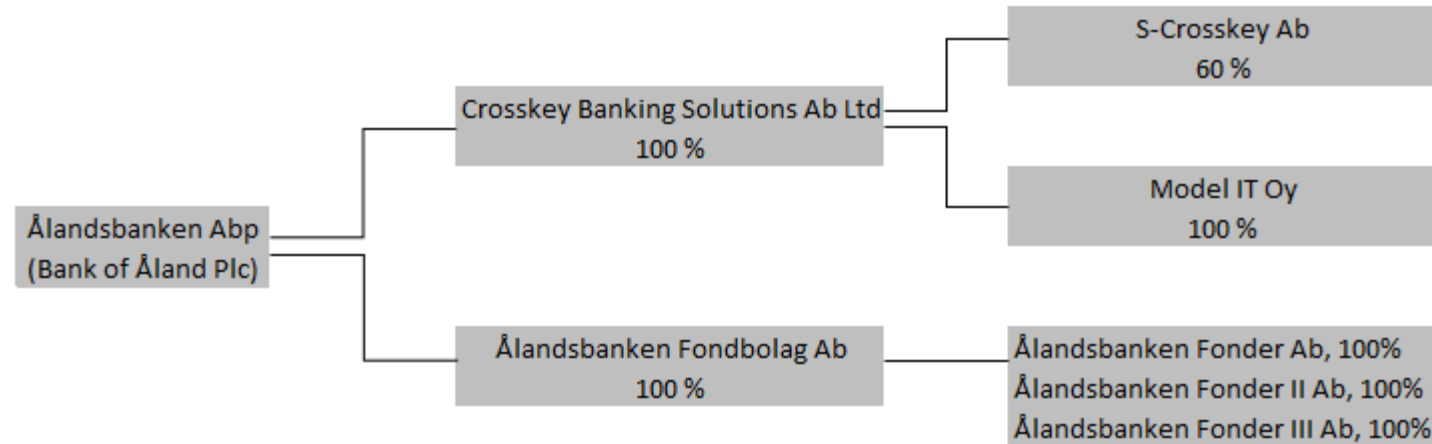 Ålandsbanken Abp
(Bank of Åland Plc)
Crosskey Banking Solutions Ab Ltd
100 %
S-Crosskey Ab
60 %
Model IT Oy
100 %
Ålandsbanken Fondbolag Ab
100 %
Ålandsbanken Fonder Ab, 100%
Ålandsbanken Fonder II Ab, 100%
Ålandsbanken Fonder III Ab, 100%